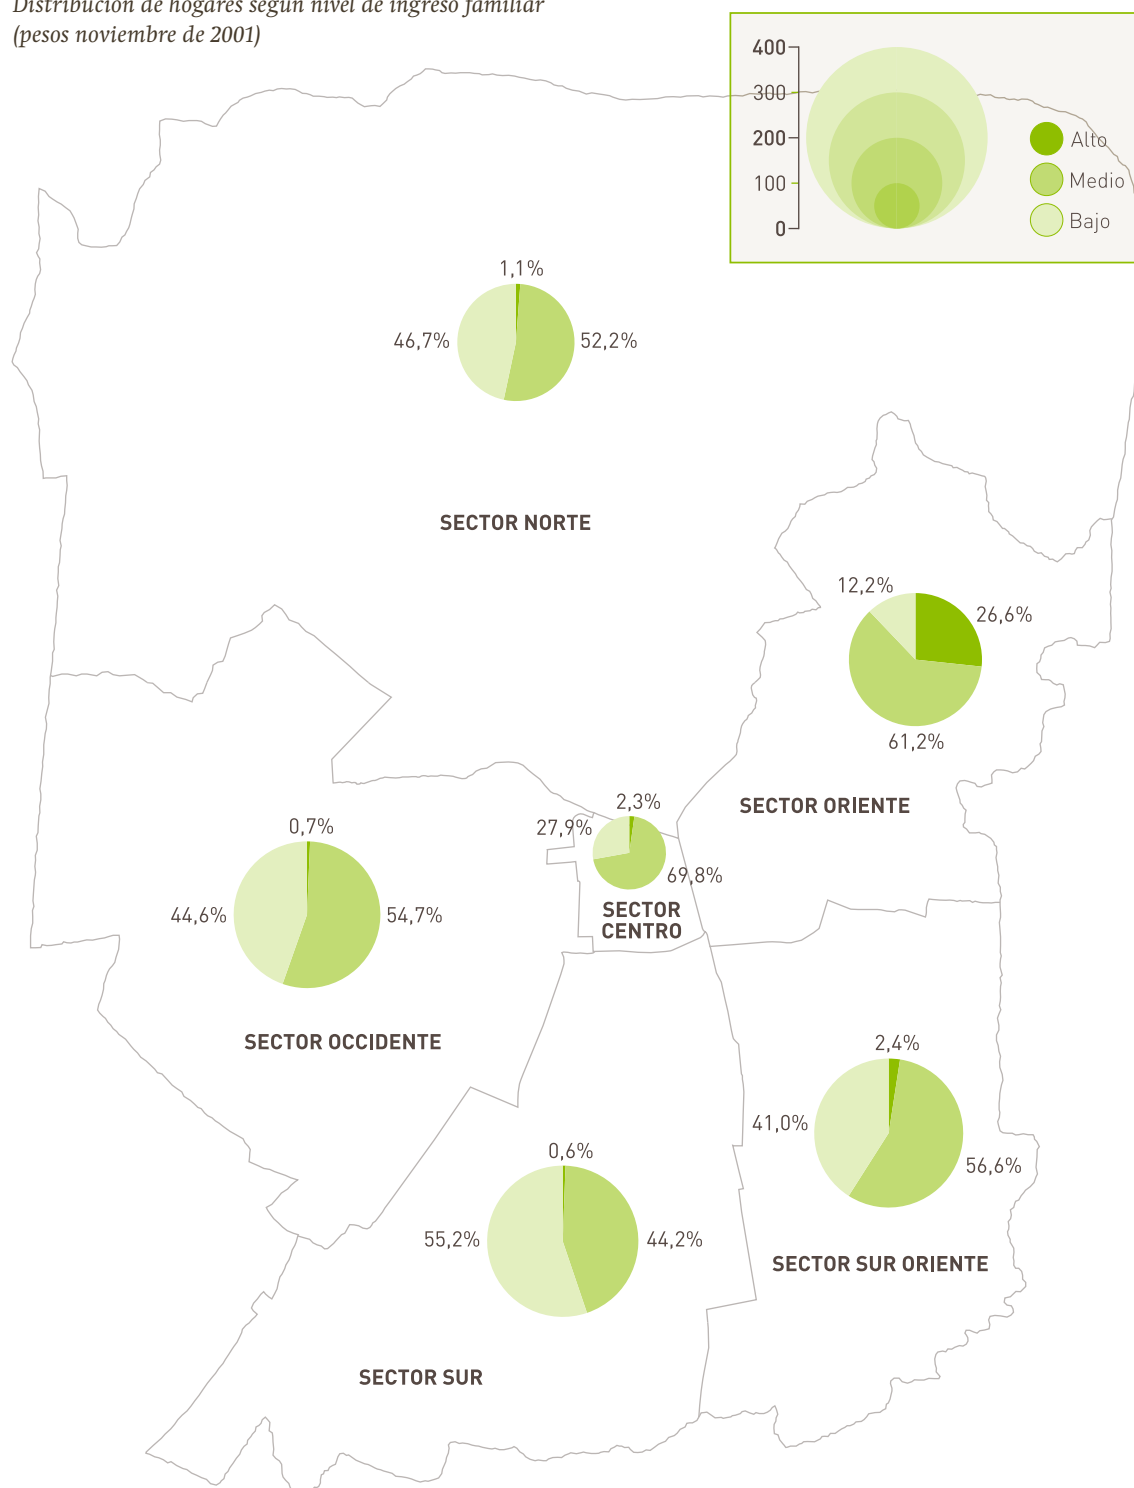 Distribución de hogares según nivel de ingreso familiar
(pesos noviembre de 2001)
400
300
200
100
0
Alto
Medio
Bajo
1,1%
46,7%
52,2%
SECTOR NORTE
12,2%
26,6%
61,2%
SECTOR ORIENTE
2,3%
27,9%
69,8%
SECTOR
CENTRO
0,7%
44,6%
54,7%
SECTOR OCCIDENTE
2,4%
41,0%
56,6%
SECTOR SUR ORIENTE
0,6%
55,2%
44,2%
SECTOR SUR